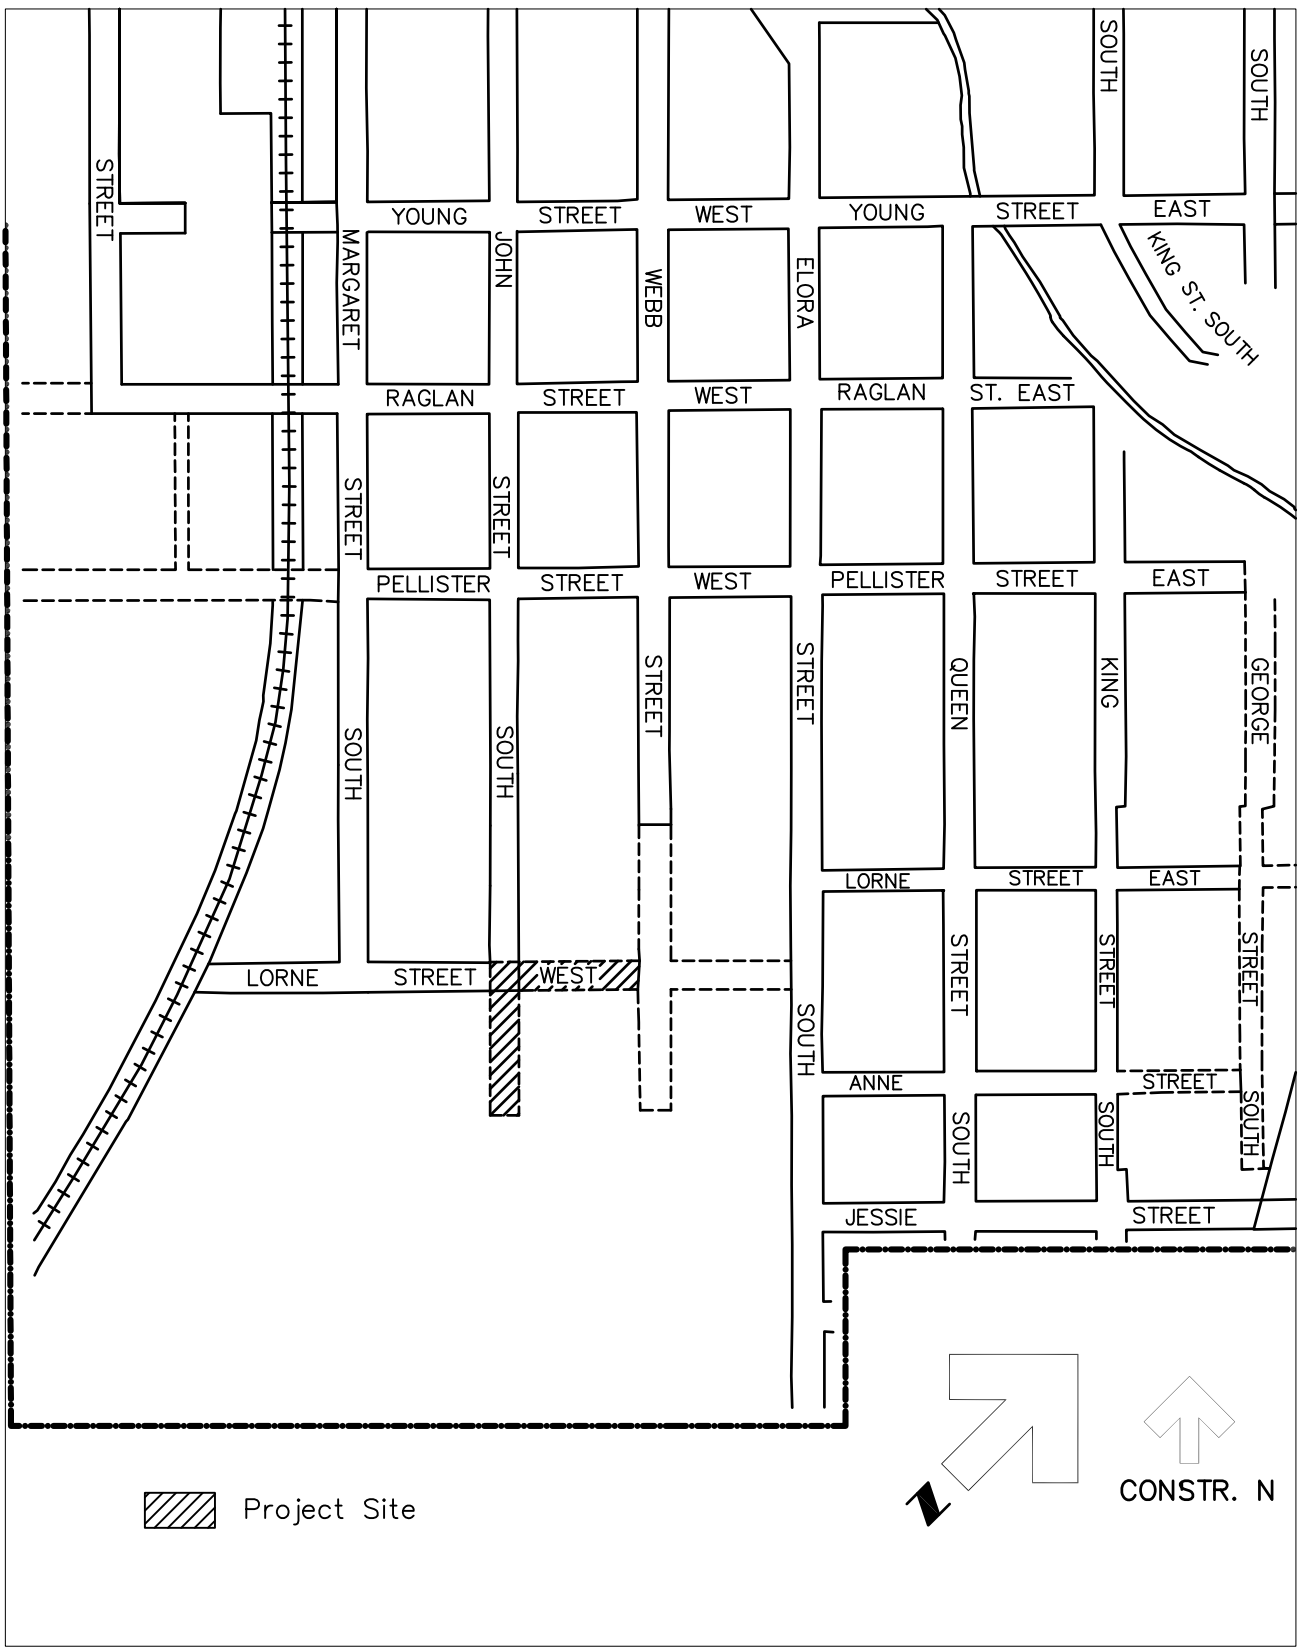 SOUTH
SOUTH
STREET
YOUNG STREET WEST YOUNG STREET EAST
MARGARET
JOHN
WEBB
ELORA
KING ST. SOUTH
RAGLAN STREET WEST RAGLAN ST. EAST
STREET
STREET
PELLISTER STREET WEST PELLISTER STREET EAST
STREET
STREET
QUEEN
KING
GEORGE
SOUTH
SOUTH
LORNE STREET EAST
STREET
STREET
STREET
LORNE STREET WEST
SOUTH
ANNE STREET
SOUTH
SOUTH
SOUTH
JESSIE STREET
N
CONSTR. N
Project Site